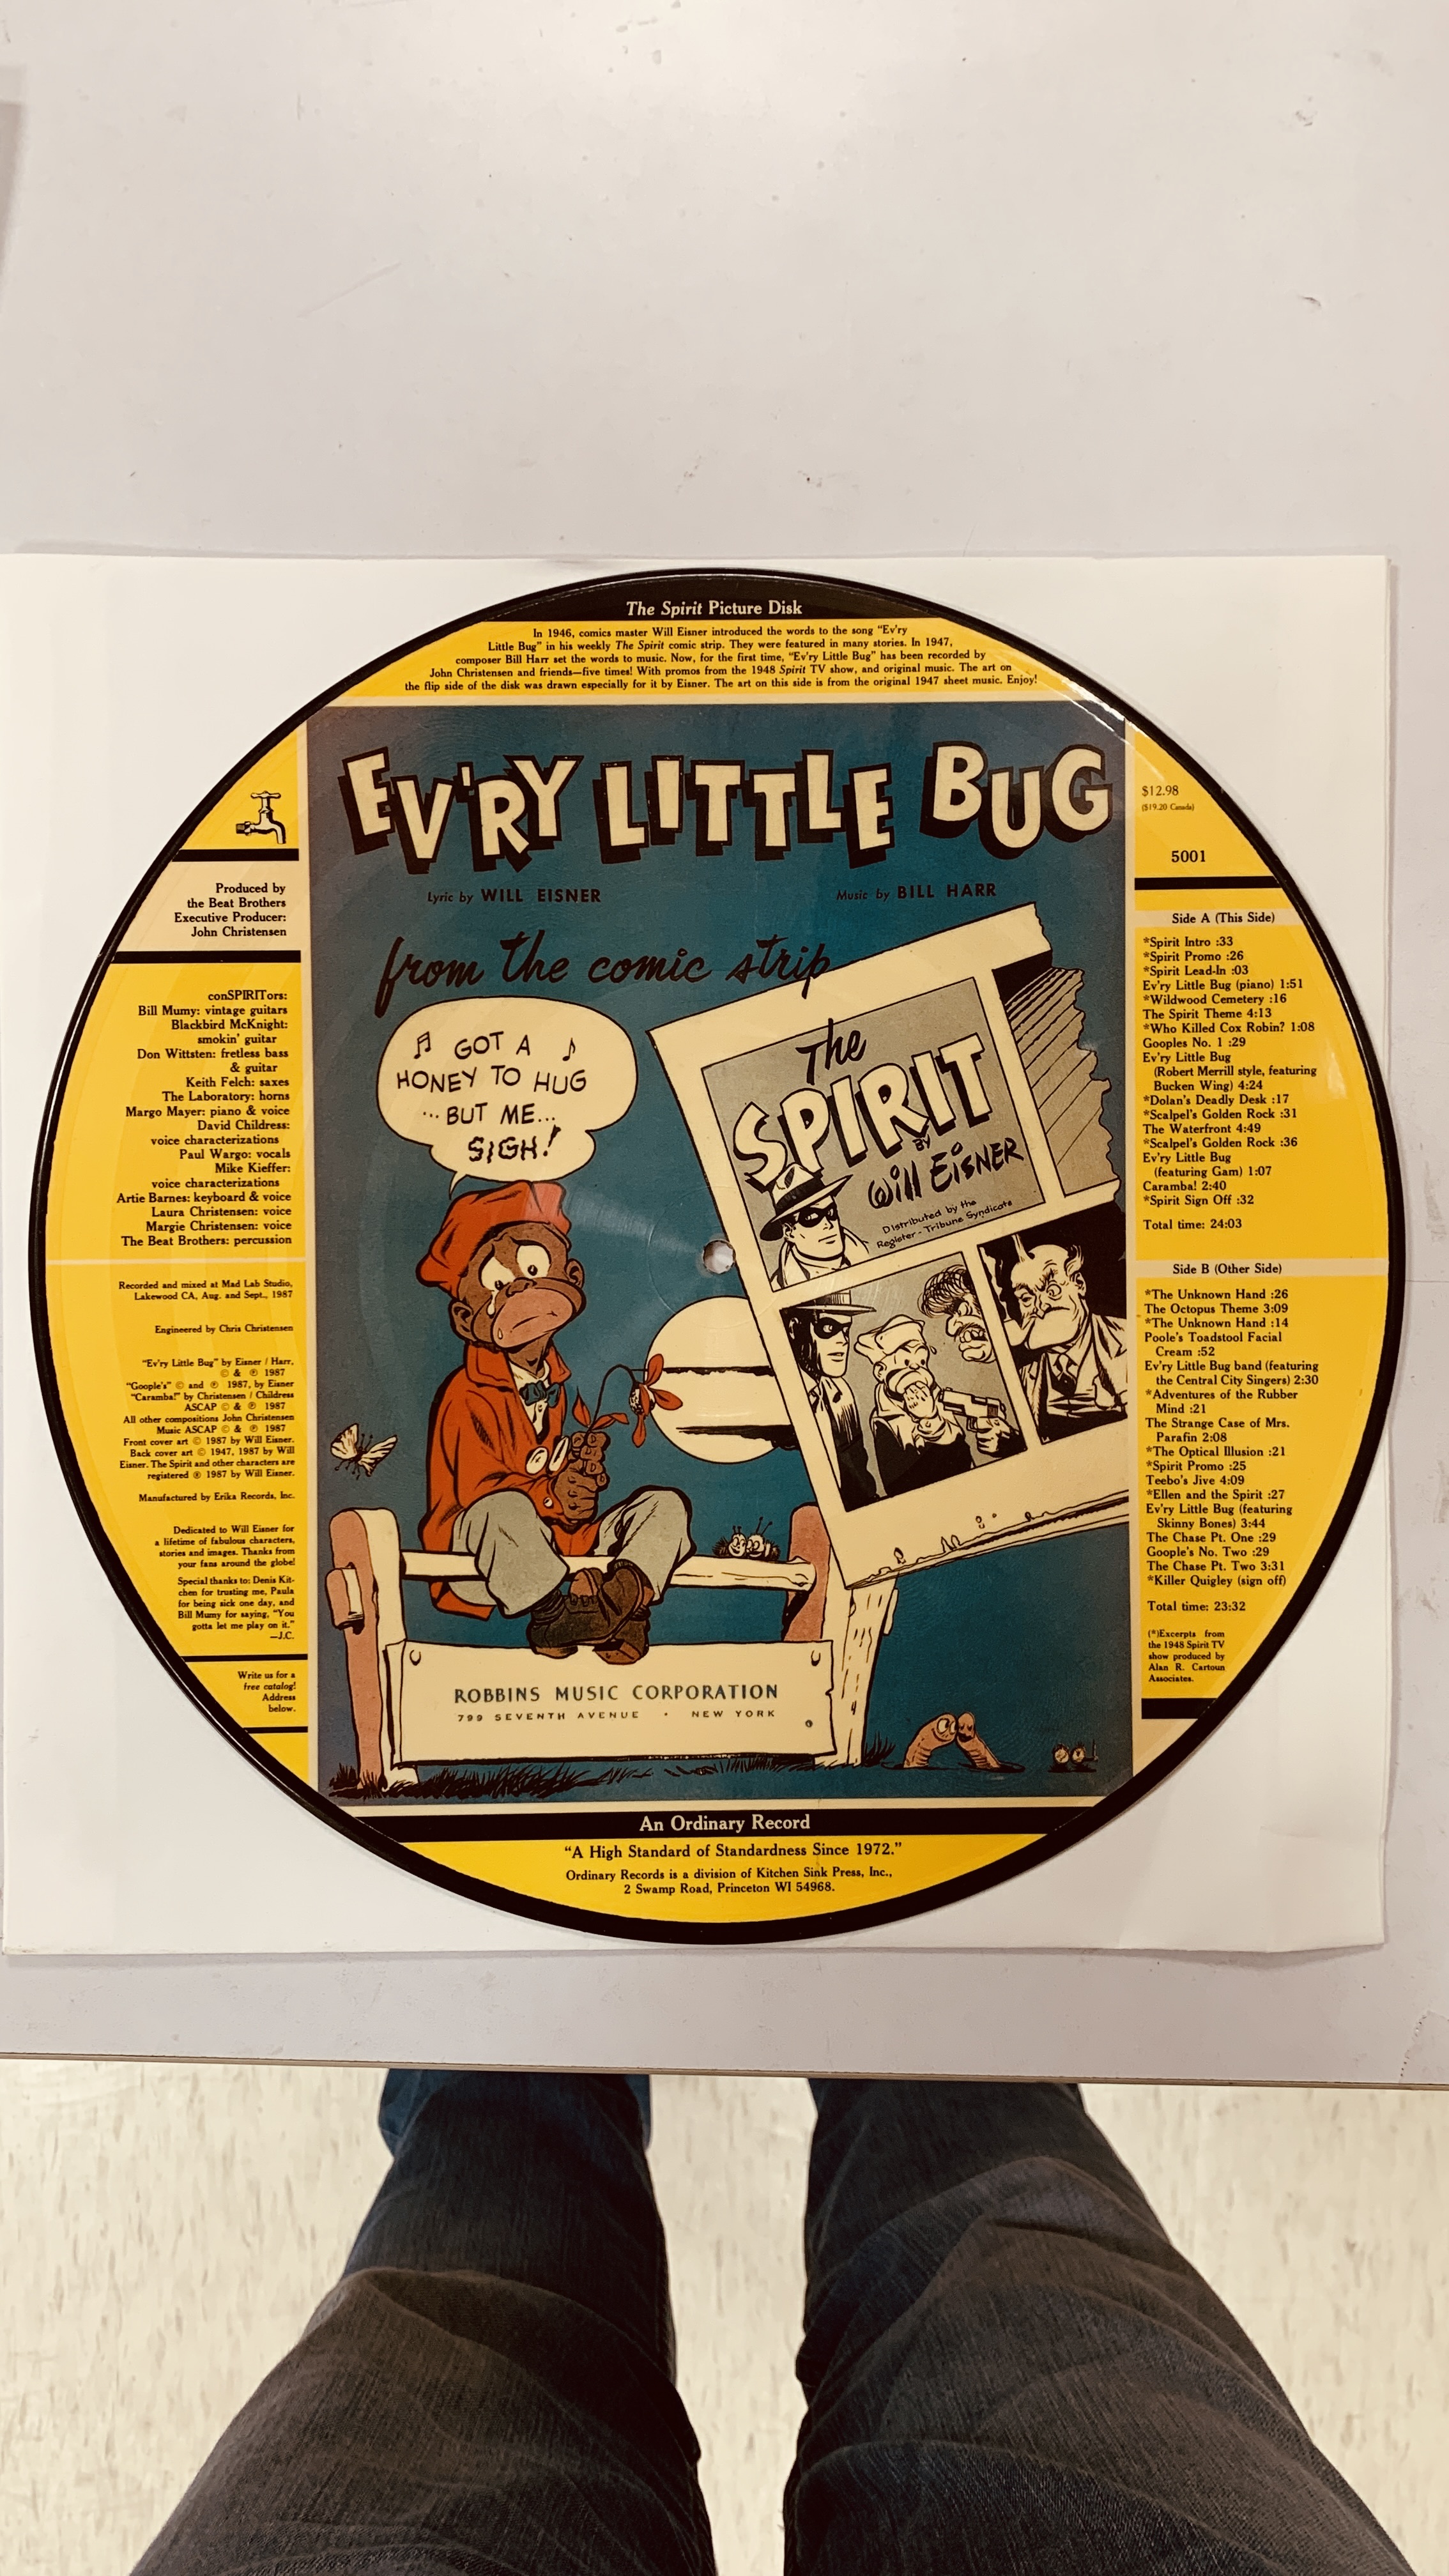 The Spirit Picture Disk
In 1946, comics master Will Eisner introduced the words to the song “Ev'ry
Little Bug” in his weekly The Spirit comic strip. They were featured in many stories. In 1947,
composer Bill Harr set the words to music. Now, for the first time, “Ev'ry Little Bug” has been recorded by
John Christensen and friends—five times! With promos from the 1948 Spirit TV show, and original music. The art on
the flip side of the disk was drawn especially for it by Eisner. The art on this side is from the original 1947 sheet music. Enjoy!
Produced by
the Beat Brothers
Executive Producer:
John Christensen
conSPIRITors:
Bill Mumy: vintage guitars
Blackbird McKnight:
smokin' guitar
Don Wittsten: fretless bass
& guitar
Keith Felch: saxes
The Laboratory: horns
Margo Mayer: piano & voice
David Childress:
voice characterizations
Paul Wargo: vocals
Mike Kieffer:
voice characterizations
Artie Barnes: keyboard & voice
Laura Christensen: voice
Margie Christensen: voice
The Beat Brothers: percussion
Recorded and mixed at Mad Lab Studio,
Lakewood CA, Aug. and Sept., 1987
Engineered by Chris Christensen
“Ev'ry Little Bug” by Eisner / Harr,
© & ℗ 1987
“Goople's” © and ℗ 1987, by Eisner
“Caramba!” by Christensen / Childress
ASCAP © & ℗ 1987
All other compositions John Christensen
Music ASCAP © & ℗ 1987
Front cover art © 1987 by Will Eisner.
Back cover art © 1947, 1987 by Will
Eisner. The Spirit and other characters are
registered ® 1987 by Will Eisner.
Manufactured by Erika Records, Inc.
Dedicated to Will Eisner for
a lifetime of fabulous characters,
stories and images. Thanks from
your fans around the globe!
Special thanks to: Denis Kit-
chen for trusting me, Paula
for being sick one day, and
Bill Mumy for saying, “You
gotta let me play on it.”
—J.C.
Write us for a
free catalog!
Address
below.
EV'RY LITTLE BUG
Lyric by WILL EISNER
Music by BILL HARR
from the comic strip
GOT A
HONEY TO HUG
...BUT ME...
SIGH!
The
SPIRIT
BY
Will EISNER
Distributed by the
Register - Tribune Syndicate
ROBBINS MUSIC CORPORATION
799 SEVENTH AVENUE • NEW YORK
$12.98
($19.20 Canada)
5001
Side A (This Side)
*Spirit Intro :33
*Spirit Promo :26
*Spirit Lead-In :03
Ev'ry Little Bug (piano) 1:51
*Wildwood Cemetery :16
The Spirit Theme 4:13
*Who Killed Cox Robin? 1:08
Gooples No. 1 :29
Ev'ry Little Bug
(Robert Merrill style, featuring
Bucken Wing) 4:24
*Dolan's Deadly Desk :17
*Scalpel's Golden Rock :31
The Waterfront 4:49
*Scalpel's Golden Rock :36
Ev'ry Little Bug
(featuring Gam) 1:07
Caramba! 2:40
*Spirit Sign Off :32
Total time: 24:03
Side B (Other Side)
*The Unknown Hand :26
The Octopus Theme 3:09
*The Unknown Hand :14
Poole's Toadstool Facial
Cream :52
Ev'ry Little Bug band (featuring
the Central City Singers) 2:30
*Adventures of the Rubber
Mind :21
The Strange Case of Mrs.
Parafin 2:08
*The Optical Illusion :21
*Spirit Promo :25
Teebo's Jive 4:09
*Ellen and the Spirit :27
Ev'ry Little Bug (featuring
Skinny Bones) 3:44
The Chase Pt. One :29
Goople's No. Two :29
The Chase Pt. Two 3:31
*Killer Quigley (sign off)
Total time: 23:32
(*)Excerpts from
the 1948 Spirit TV
show produced by
Alan R. Cartoun
Associates.
An Ordinary Record
“A High Standard of Standardness Since 1972.”
Ordinary Records is a division of Kitchen Sink Press, Inc.,
2 Swamp Road, Princeton WI 54968.